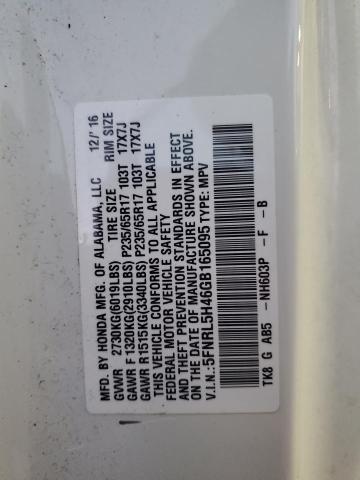 MFD. BY HONDA MFG. OF ALABAMA, LLC 12/'16
GVWR 2730KG(6019LBS) TIRE SIZE RIM SIZE
GAWR F 1320KG(2910LBS) P235/65R17 103T 17X7J
GAWR R1515KG(3340LBS) P235/65R17 103T 17X7J
THIS VEHICLE CONFORMS TO ALL APPLICABLE
FEDERAL MOTOR VEHICLE SAFETY
AND THEFT PREVENTION STANDARDS IN EFFECT
ON THE DATE OF MANUFACTURE SHOWN ABOVE.
V.I.N.:5FNRL5H46GB165095 TYPE: MPV
TK8 G AB5 -NH603P -F -B